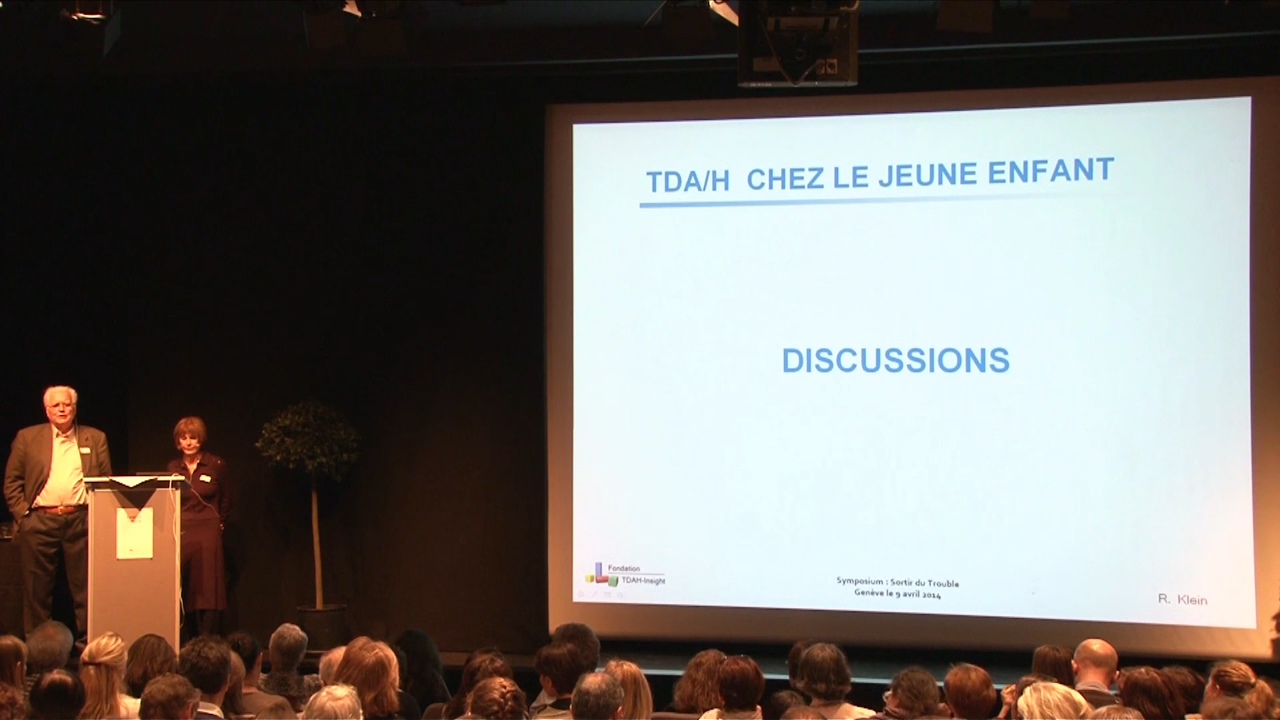 TDA/H CHEZ LE JEUNE ENFANT
DISCUSSIONS
Fondation
TDAH-Insight
Symposium : Sortir du Trouble
Genève le 9 avril 2014
R. Klein